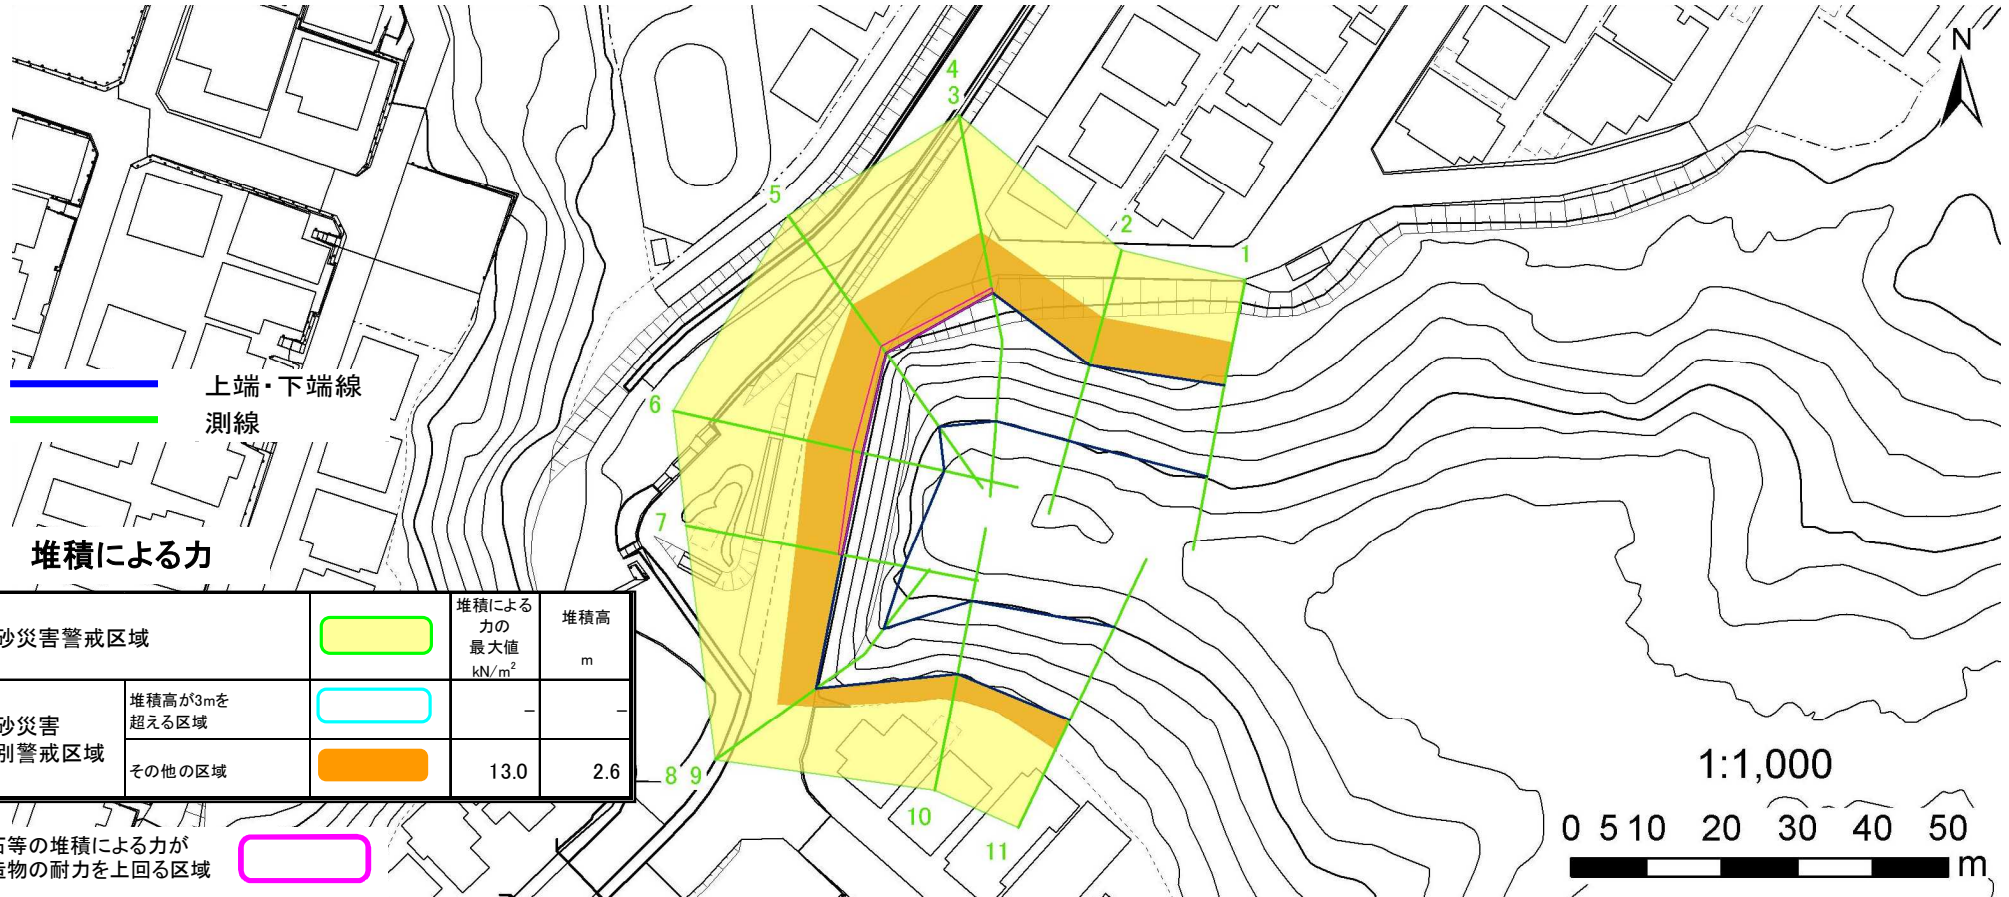 N
4
3
5
2
1
6
7
8 9
10
11
上端・下端線
測線
堆積による力
砂災害警戒区域
堆積による
力の
最大値
kN/m²
堆積高
m
砂災害
別警戒区域
堆積高が3mを
超える区域
–
–
その他の区域
13.0
2.6
石等の堆積による力が
造物の耐力を上回る区域
1:1,000
0 5 10 20 30 40 50
m